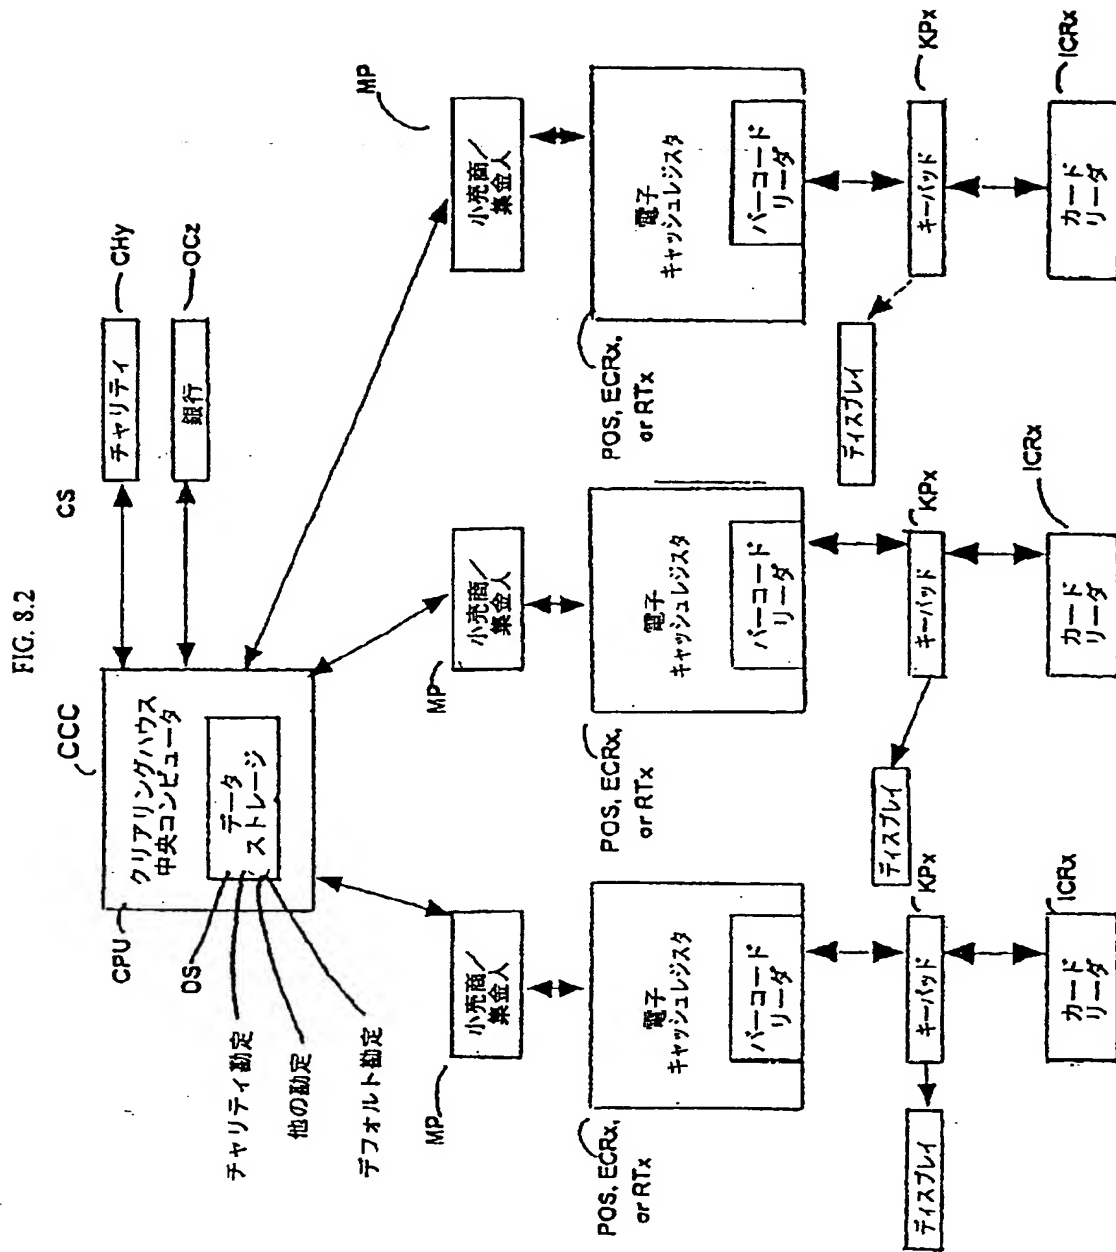 FIG. 8.2
CCC
CS
CPU
クリアリングハウス
中央コンピュータ
データ
ストレージ
DS
チャリティ勘定
他の勘定
デフォルト勘定
チャリティ
CHy
銀行
OCz
MP
小売商／
集金人
MP
小売商／
集金人
MP
小売商／
集金人
POS, ECRx,
or RTx
電子
キャッシュレジスタ
バーコード
リーダ
POS, ECRx,
or RTx
電子
キャッシュレジスタ
バーコード
リーダ
POS, ECRx,
or RTx
電子
キャッシュレジスタ
バーコード
リーダ
ディスプレイ
キーパッド
KPx
ディスプレイ
キーパッド
KPx
ディスプレイ
キーパッド
KPx
カード
リーダ
ICRx
カード
リーダ
ICRx
カード
リーダ
ICRx